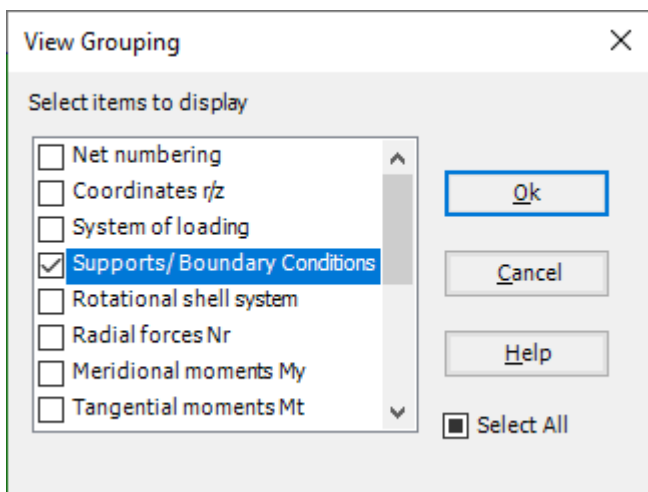 View Grouping
Select items to display
Net numbering
Coordinates r/z
System of loading
Supports/ Boundary Conditions
Rotational shell system
Radial forces Nr
Meridional moments My
Tangential moments Mt
Ok
Cancel
Help
Select All